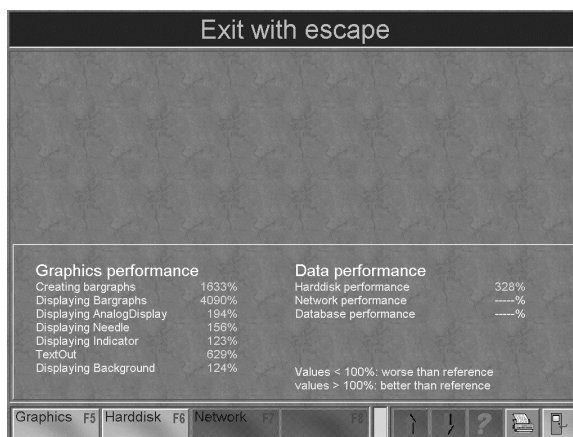 Exit with escape
Graphics performance
Creating bargraphs 1633%
Displaying Bargraphs 4090%
Displaying AnalogDisplay 194%
Displaying Needle 156%
Displaying Indicator 123%
TextOut 629%
Displaying Background 124%
Data performance
Harddisk performance 328%
Network performance -----%
Database performance -----%
Values < 100%: worse than reference
values > 100%: better than reference
Graphics F5 Harddisk F6 Network F7 F8 ?